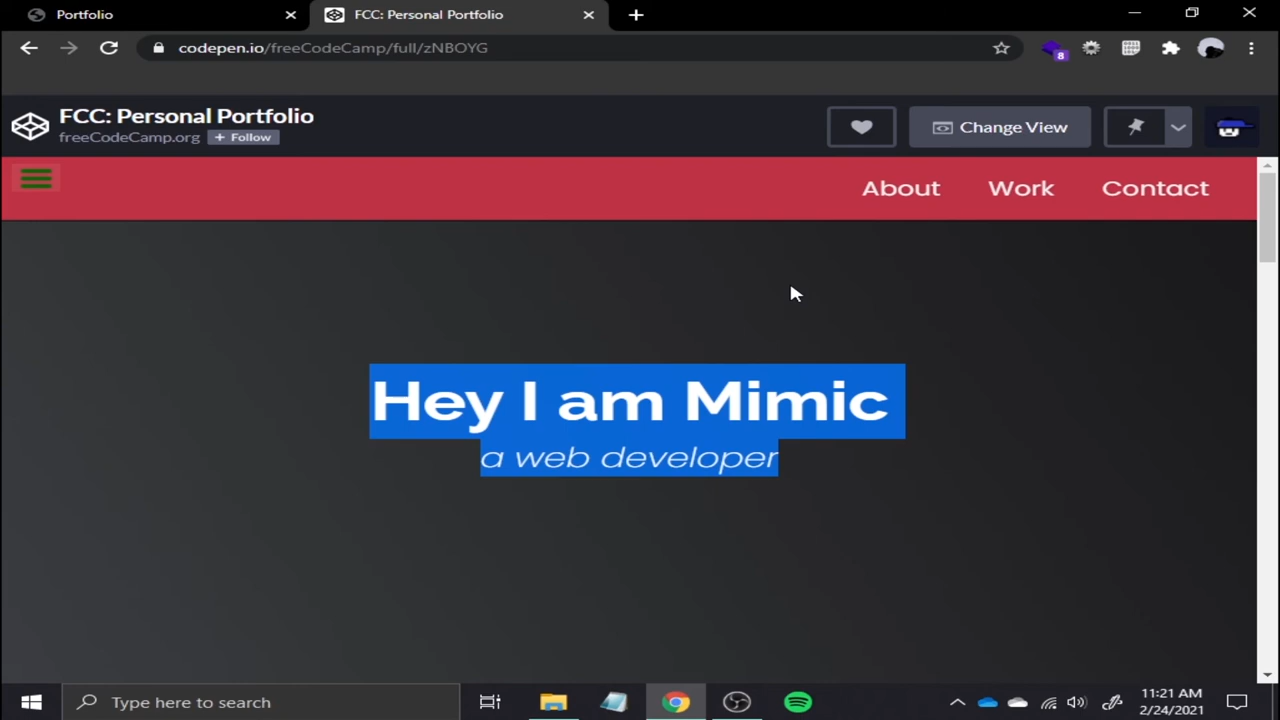 Portfolio
FCC: Personal Portfolio
codepen.io/freeCodeCamp/full/zNBOYG
8
FCC: Personal Portfolio
freeCodeCamp.org + Follow
Change View
About Work Contact
Hey I am Mimic
a web developer
Type here to search
11:21 AM
2/24/2021